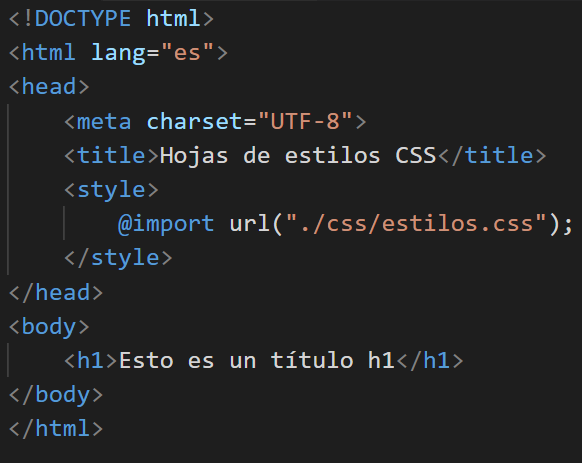 <!DOCTYPE html>
<html lang="es">
<head>
    <meta charset="UTF-8">
    <title>Hojas de estilos CSS</title>
    <style>
        @import url("./css/estilos.css");
    </style>
</head>
<body>
    <h1>Esto es un título h1</h1>
</body>
</html>